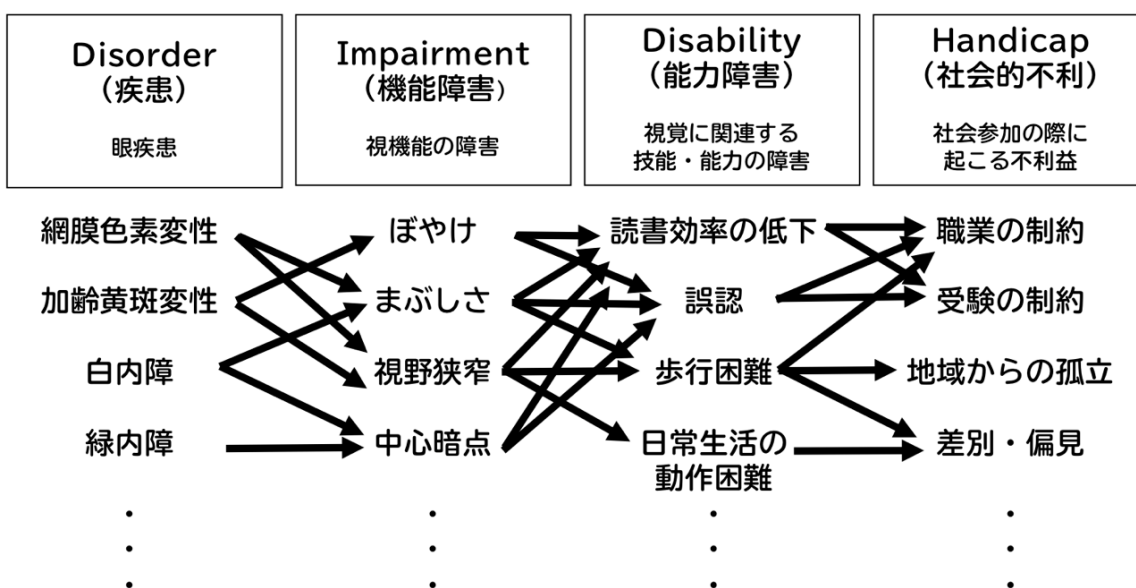 Disorder
（疾患）
眼疾患
Impairment
（機能障害）
視機能の障害
Disability
（能力障害）
視覚に関連する
技能・能力の障害
Handicap
（社会的不利）
社会参加の際に
起こる不利益
網膜色素変性
加齢黄斑変性
白内障
緑内障
・
・
・
ぼやけ
まぶしさ
視野狭窄
中心暗点
・
・
・
読書効率の低下
誤認
歩行困難
日常生活の
動作困難
・
・
・
職業の制約
受験の制約
地域からの孤立
差別・偏見
・
・
・